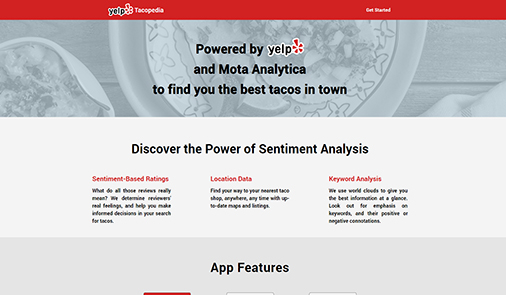 yelp Tacopedia
Get Started
Powered by yelp
and Mota Analytica
to find you the best tacos in town
Discover the Power of Sentiment Analysis
Sentiment-Based Ratings
What do all those reviews really
mean? We determine reviewers'
real feelings, and help you make
informed decisions in your search
for tacos.
Location Data
Find your way to your nearest taco
shop, anywhere, any time with up-
to-date maps and listings.
Keyword Analysis
We use world clouds to give you
the best information at a glance.
Look out for emphasis on
keywords, and their positive or
negative connotations.
App Features